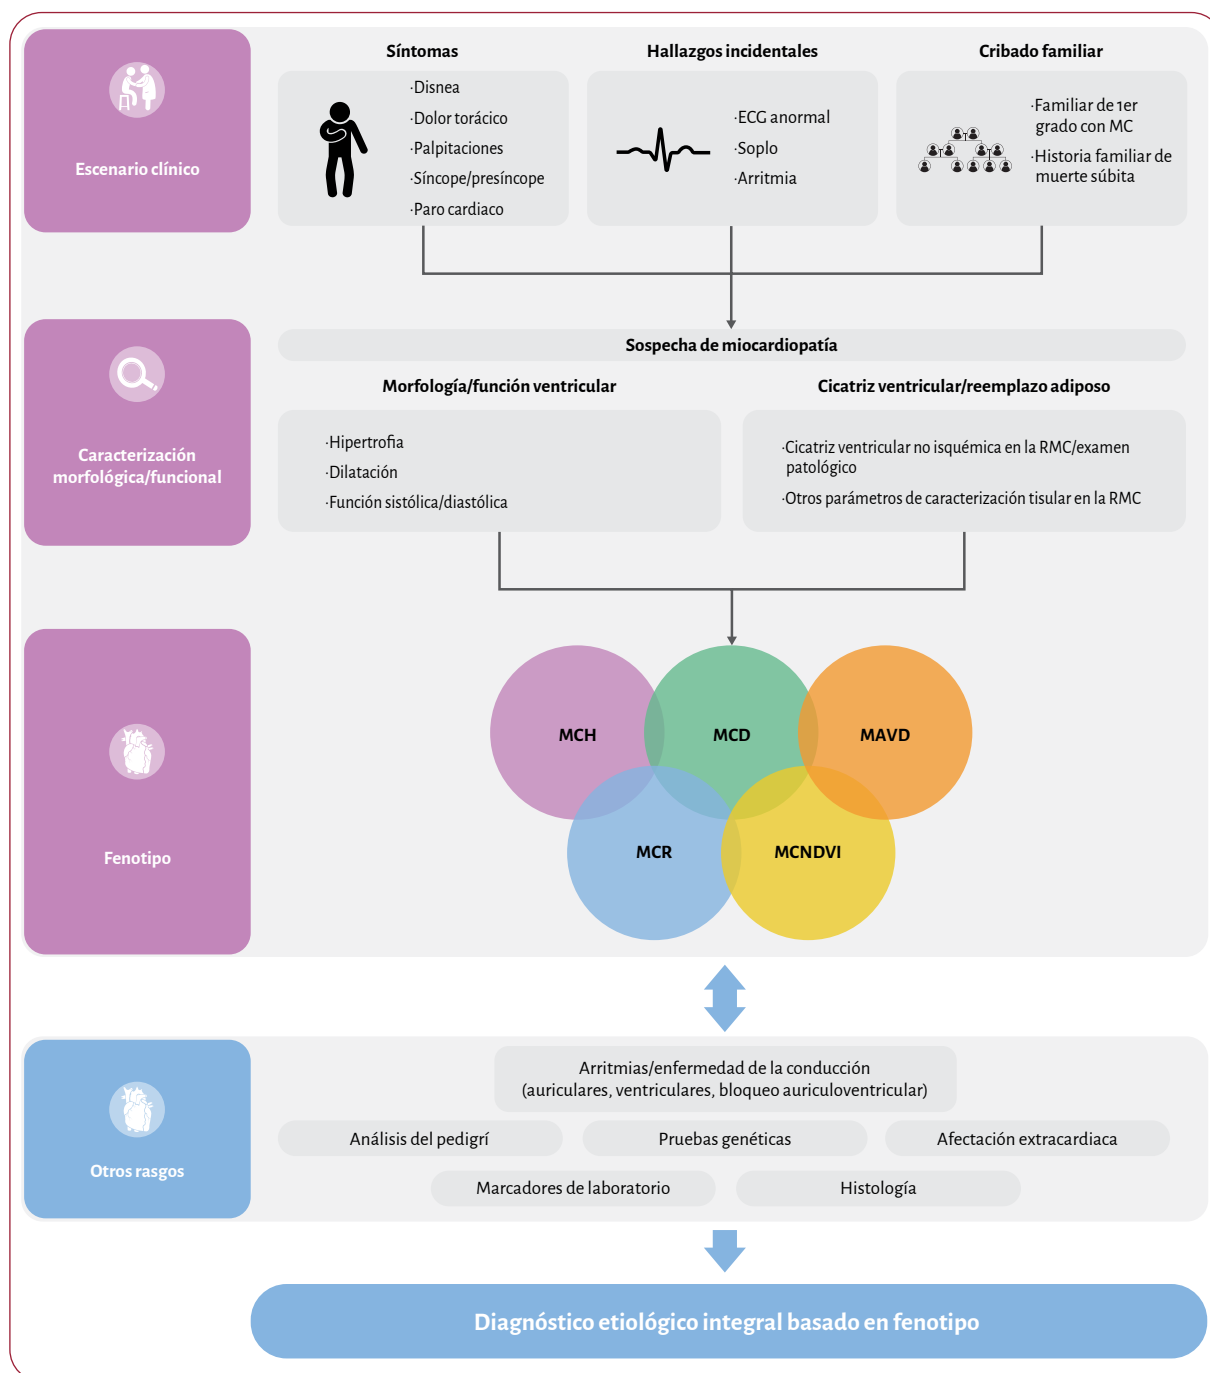 Escenario clínico
Síntomas
·Disnea
·Dolor torácico
·Palpitaciones
·Síncope/presíncope
·Paro cardiaco
Hallazgos incidentales
·ECG anormal
·Soplo
·Arritmia
Cribado familiar
·Familiar de 1er
grado con MC
·Historia familiar de
muerte súbita
Caracterización
morfológica/funcional
Sospecha de miocardiopatía
Morfología/función ventricular
·Hipertrofia
·Dilatación
·Función sistólica/diastólica
Cicatriz ventricular/reemplazo adiposo
·Cicatriz ventricular no isquémica en la RMC/examen
patológico
·Otros parámetros de caracterización tisular en la RMC
Fenotipo
MCH
MCD
MAVD
MCR
MCNDVI
Otros rasgos
Arritmias/enfermedad de la conducción
(auriculares, ventriculares, bloqueo auriculoventricular)
Análisis del pedigrí
Pruebas genéticas
Afectación extracardiaca
Marcadores de laboratorio
Histología
Diagnóstico etiológico integral basado en fenotipo